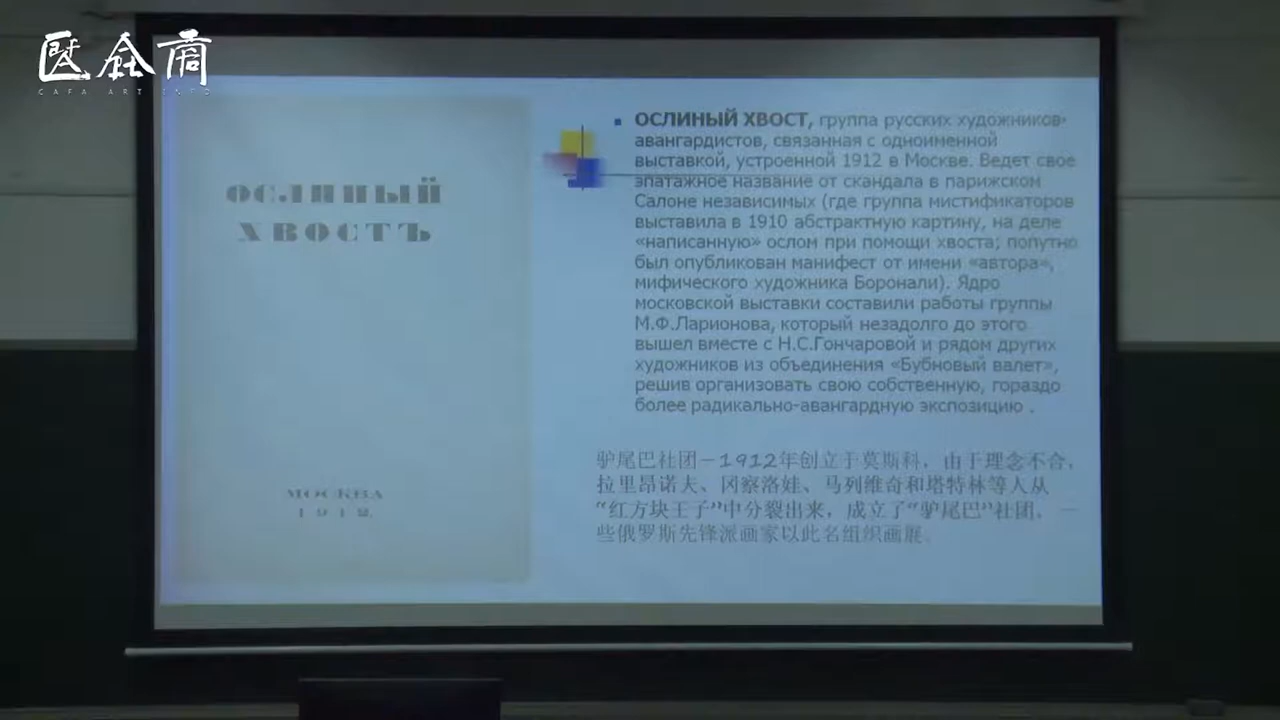 CAFA ART INFO
ОСЛИНЫЙ
ХВОСТЪ
МОСКВА
1912.
ОСЛИНЫЙ ХВОСТ, группа русских художников-
авангардистов, связанная с одноименной
выставкой, устроенной 1912 в Москве. Ведет свое
эпатажное название от скандала в парижском
Салоне независимых (где группа мистификаторов
выставила в 1910 абстрактную картину, на деле
«написанную» ослом при помощи хвоста; попутно
был опубликован манифест от имени «автора»,
мифического художника Боронали). Ядро
московской выставки составили работы группы
М.Ф.Ларионова, который незадолго до этого
вышел вместе с Н.С.Гончаровой и рядом других
художников из объединения «Бубновый валет»,
решив организовать свою собственную, гораздо
более радикально-авангардную экспозицию .
驴尾巴社团－1912年创立于莫斯科，由于理念不合，
拉里昂诺夫、冈察洛娃、马列维奇和塔特林等人从
“红方块王子”中分裂出来，成立了“驴尾巴”社团。一
些俄罗斯先锋派画家以此名组织画展。